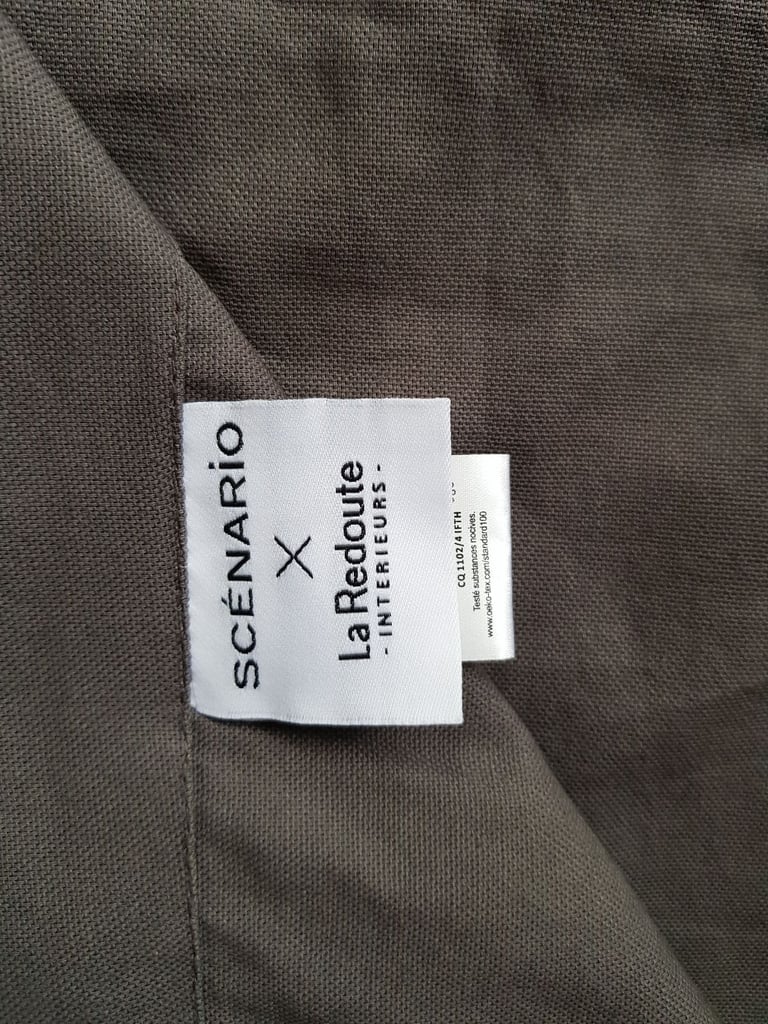 SCÉNARiO
X
La Redoute
- INTERIEURS -
CQ 1102/4 IFTH
Testé substances nocives.
www.oeko-tex.com/standard100